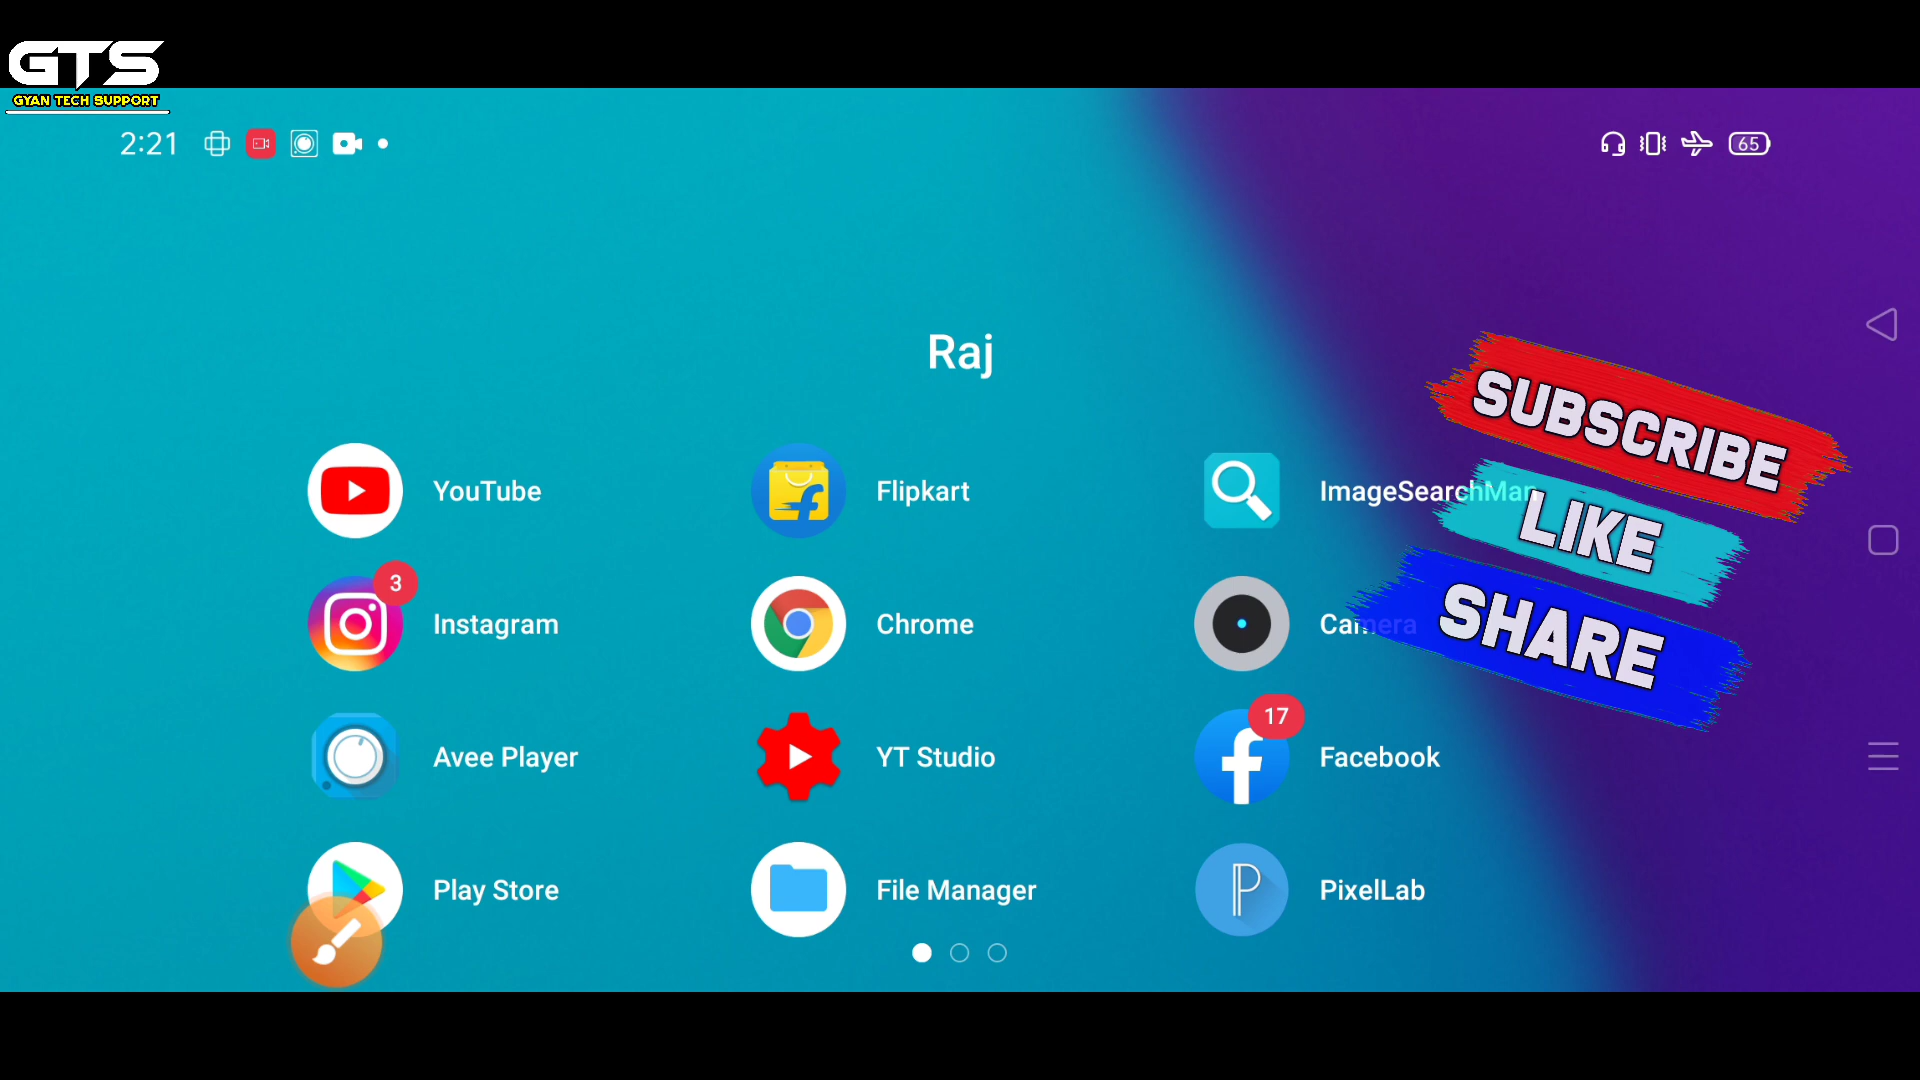 GTS
GYAN TECH SUPPORT
2:21
65
Raj
YouTube
Flipkart
ImageSearchMan
3
Instagram
Chrome
Camera
Avee Player
YT Studio
17
Facebook
Play Store
File Manager
PixelLab
SUBSCRIBE
LIKE
SHARE